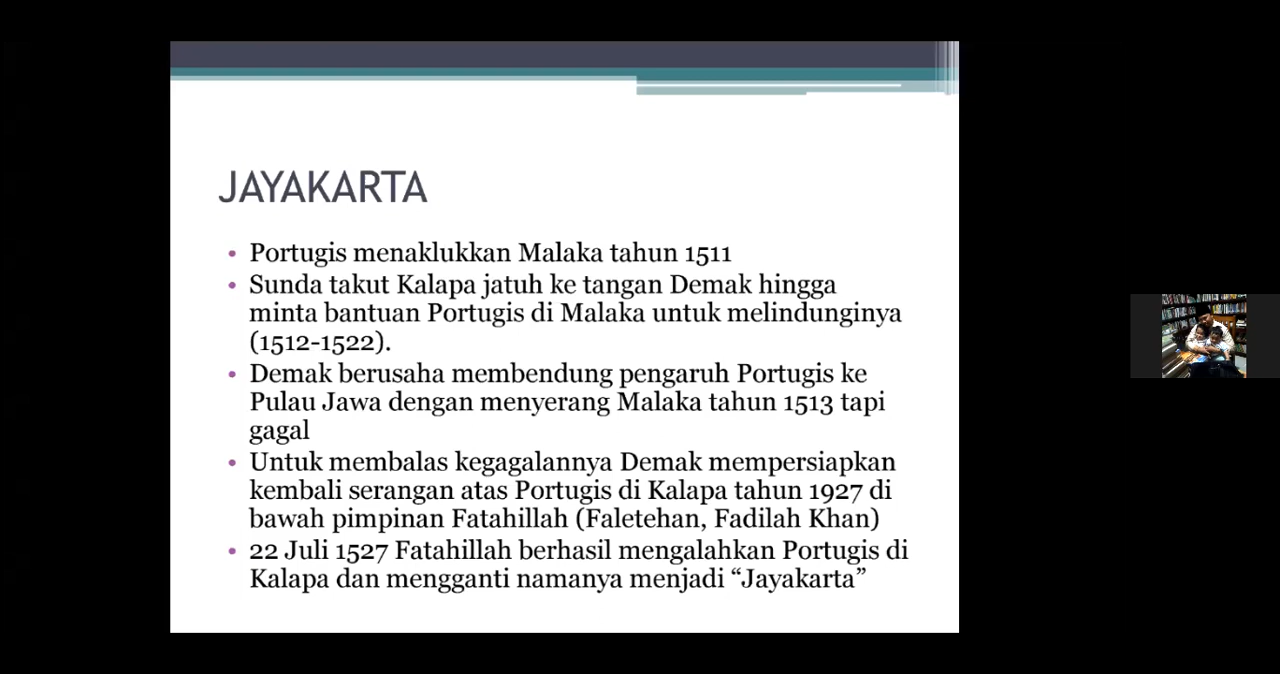 JAYAKARTA
• Portugis menaklukkan Malaka tahun 1511
• Sunda takut Kalapa jatuh ke tangan Demak hingga
minta bantuan Portugis di Malaka untuk melindunginya
(1512-1522).
• Demak berusaha membendung pengaruh Portugis ke
Pulau Jawa dengan menyerang Malaka tahun 1513 tapi
gagal
• Untuk membalas kegagalannya Demak mempersiapkan
kembali serangan atas Portugis di Kalapa tahun 1927 di
bawah pimpinan Fatahillah (Faletehan, Fadilah Khan)
• 22 Juli 1527 Fatahillah berhasil mengalahkan Portugis di
Kalapa dan mengganti namanya menjadi “Jayakarta”